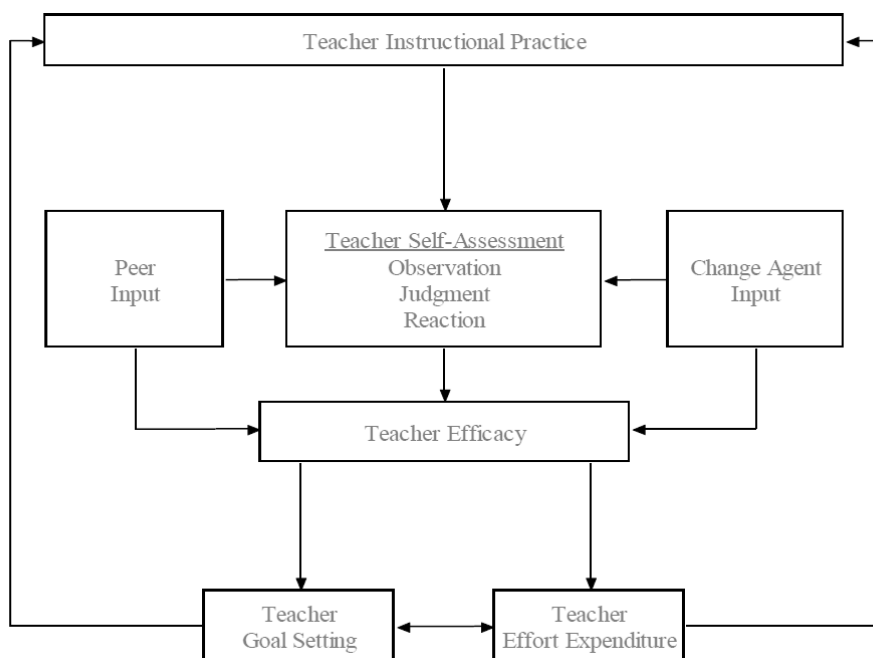 Teacher Instructional Practice
Peer
Input
Teacher Self-Assessment
Observation
Judgment
Reaction
Change Agent
Input
Teacher Efficacy
Teacher
Goal Setting
Teacher
Effort Expenditure